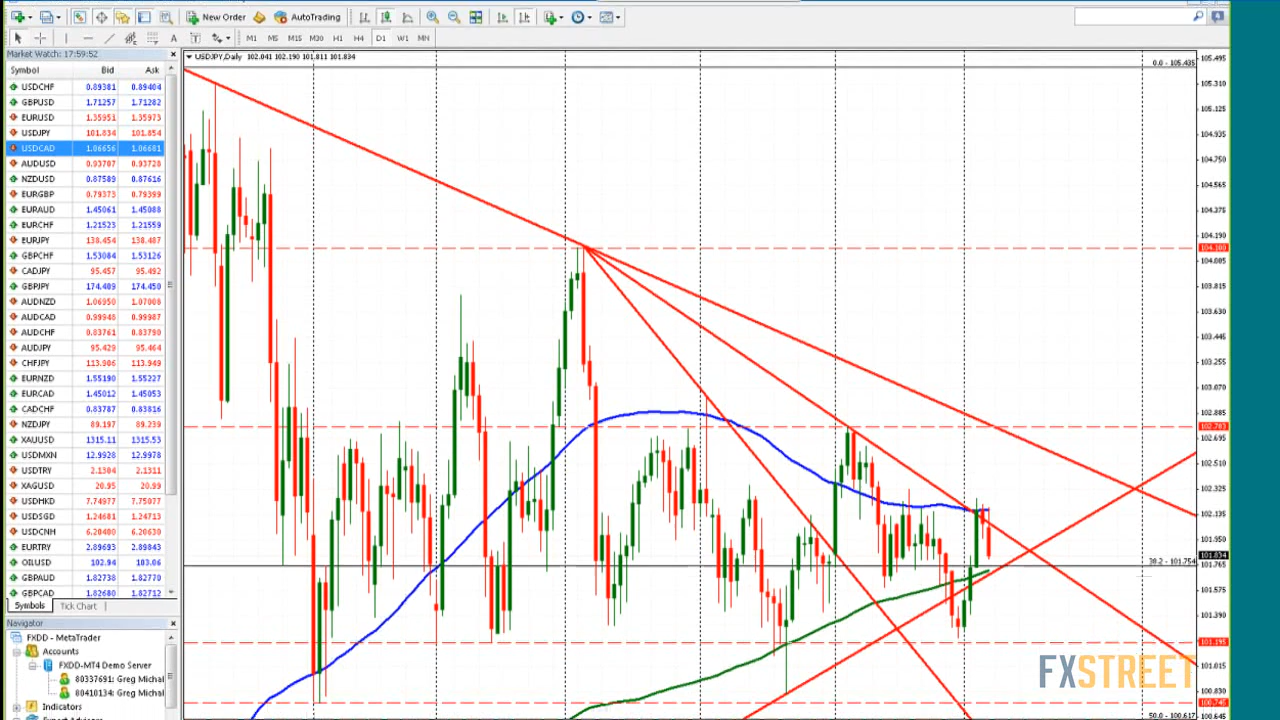 New Order AutoTrading
A T M1 M5 M15 M30 H1 H4 D1 W1 MN
Market Watch: 17:59:52
Symbol Bid Ask
USDCHF 0.89381 0.89404
GBPUSD 1.71257 1.71282
EURUSD 1.35951 1.35973
USDJPY 101.834 101.854
USDCAD 1.06656 1.06681
AUDUSD 0.93707 0.93728
NZDUSD 0.87589 0.87616
EURGBP 0.79373 0.79399
EURAUD 1.45061 1.45088
EURCHF 1.21523 1.21559
EURJPY 138.454 138.487
GBPCHF 1.53084 1.53126
CADJPY 95.457 95.492
GBPJPY 174.409 174.450
AUDNZD 1.06950 1.07008
AUDCAD 0.99948 0.99987
AUDCHF 0.83761 0.83790
AUDJPY 95.429 95.464
CHFJPY 113.906 113.949
EURNZD 1.55190 1.55227
EURCAD 1.45012 1.45053
CADCHF 0.83787 0.83816
NZDJPY 89.197 89.239
XAUUSD 1315.11 1315.53
USDMXN 12.9928 12.9978
USDTRY 2.1304 2.1311
XAGUSD 20.95 20.99
USDHKD 7.74977 7.75077
USDSGD 1.24681 1.24713
USDCNH 6.20480 6.20630
EURTRY 2.89693 2.89843
OILUSD 102.94 103.06
GBPAUD 1.82738 1.82770
GBPCAD 1.82680 1.82712
Symbols Tick Chart
Navigator
FXDD - MetaTrader
Accounts
FXDD-MT4 Demo Server
80337691: Greg Michal
80410134: Greg Michal
Indicators
USDJPY,Daily 102.041 102.190 101.811 101.834
0.0 - 105.435
38.2 - 101.754
50.0 - 100.617
105.495
105.310
105.125
104.935
104.750
104.565
104.375
104.190
104.100
104.005
103.815
103.630
103.445
103.255
103.070
102.885
102.783
102.695
102.510
102.325
102.135
101.950
101.834
101.765
101.575
101.390
101.195
101.015
100.830
100.745
100.645
FXSTREET